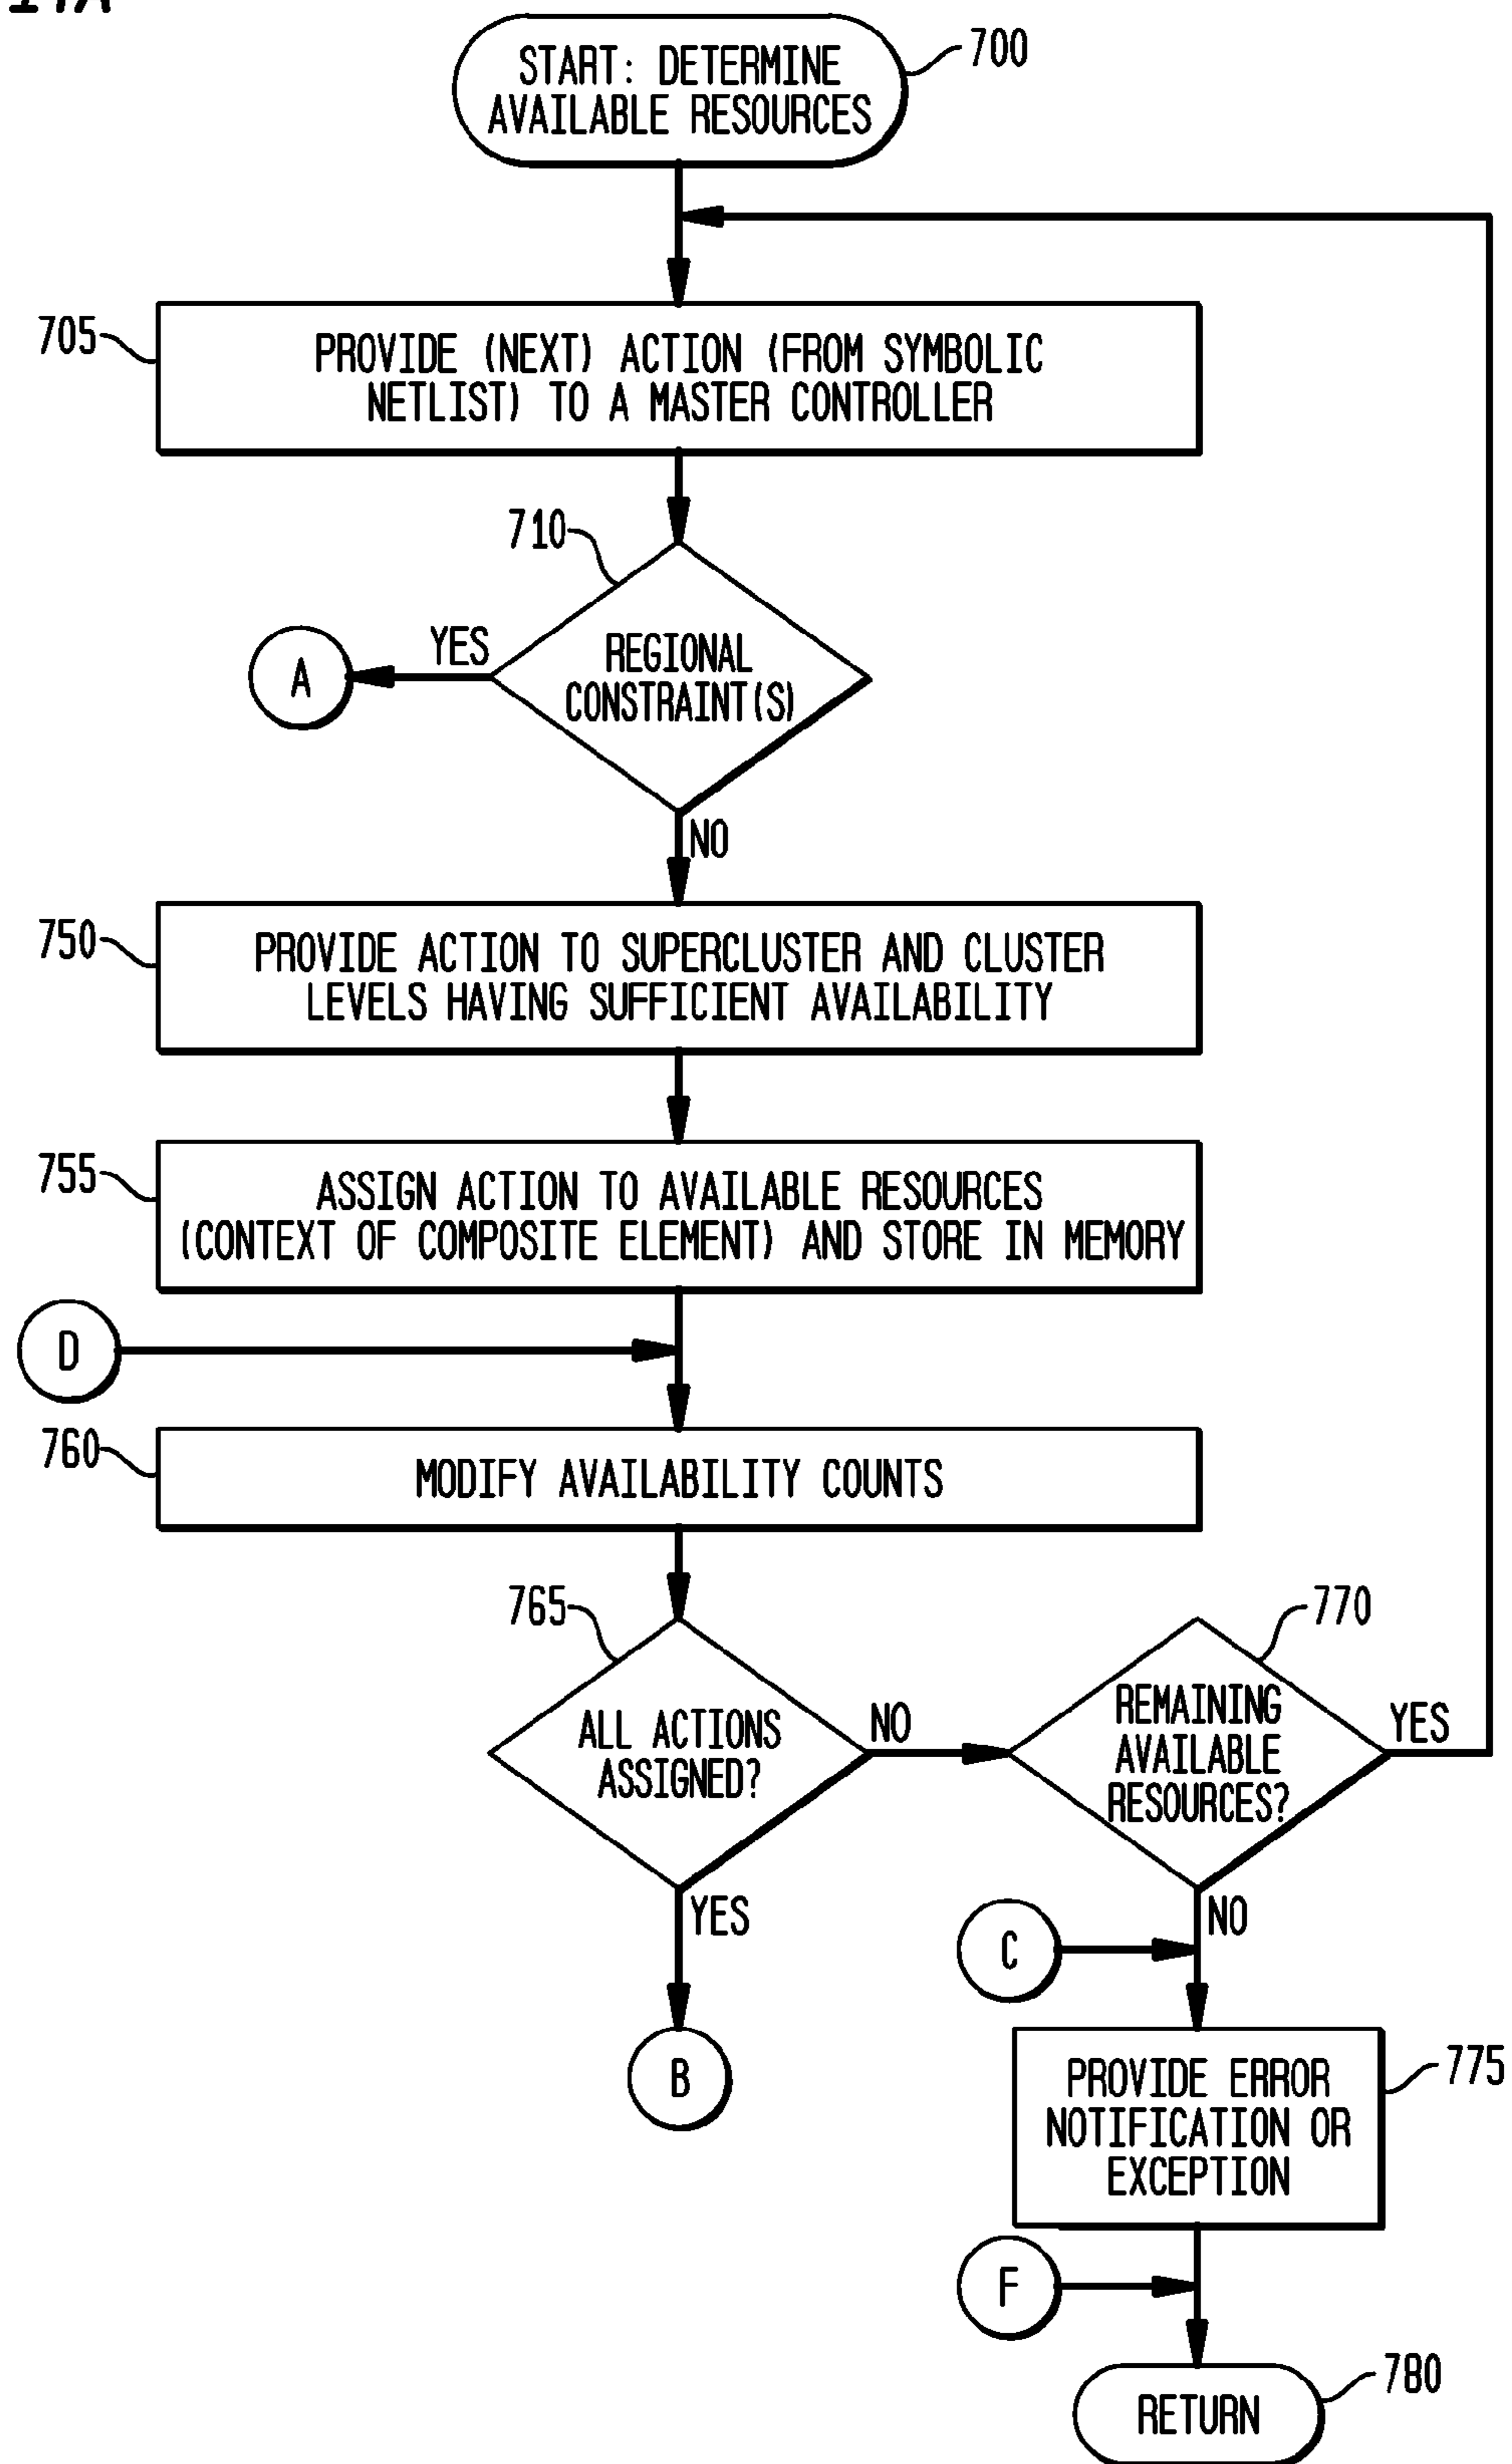 START: DETERMINE
AVAILABLE RESOURCES
700
705
PROVIDE (NEXT) ACTION (FROM SYMBOLIC
NETLIST) TO A MASTER CONTROLLER
710
REGIONAL
CONSTRAINT(S)
YES
A
NO
750
PROVIDE ACTION TO SUPERCLUSTER AND CLUSTER
LEVELS HAVING SUFFICIENT AVAILABILITY
755
ASSIGN ACTION TO AVAILABLE RESOURCES
(CONTEXT OF COMPOSITE ELEMENT) AND STORE IN MEMORY
D
760
MODIFY AVAILABILITY COUNTS
765
ALL ACTIONS
ASSIGNED?
NO
770
REMAINING
AVAILABLE
RESOURCES?
YES
YES
B
NO
C
PROVIDE ERROR
NOTIFICATION OR
EXCEPTION
775
F
RETURN
780